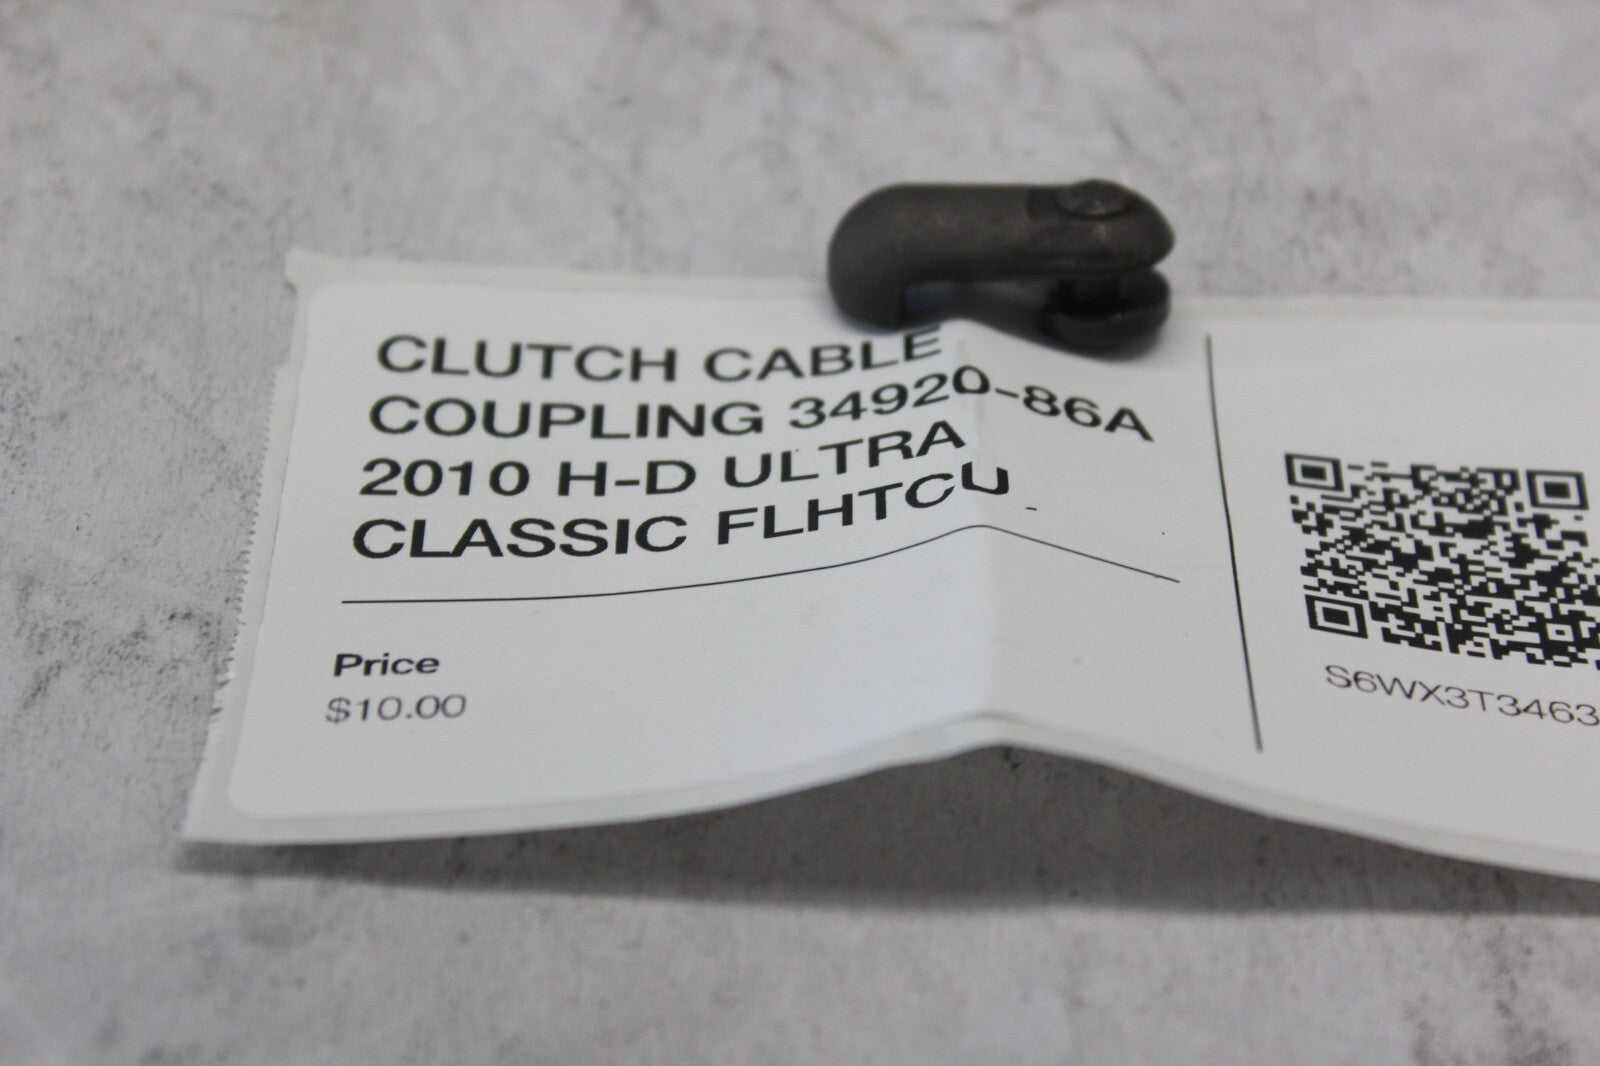 CLUTCH CABLE
COUPLING 34920-86A
2010 H-D ULTRA
CLASSIC FLHTCU
Price
$10.00
S6WX3T3463